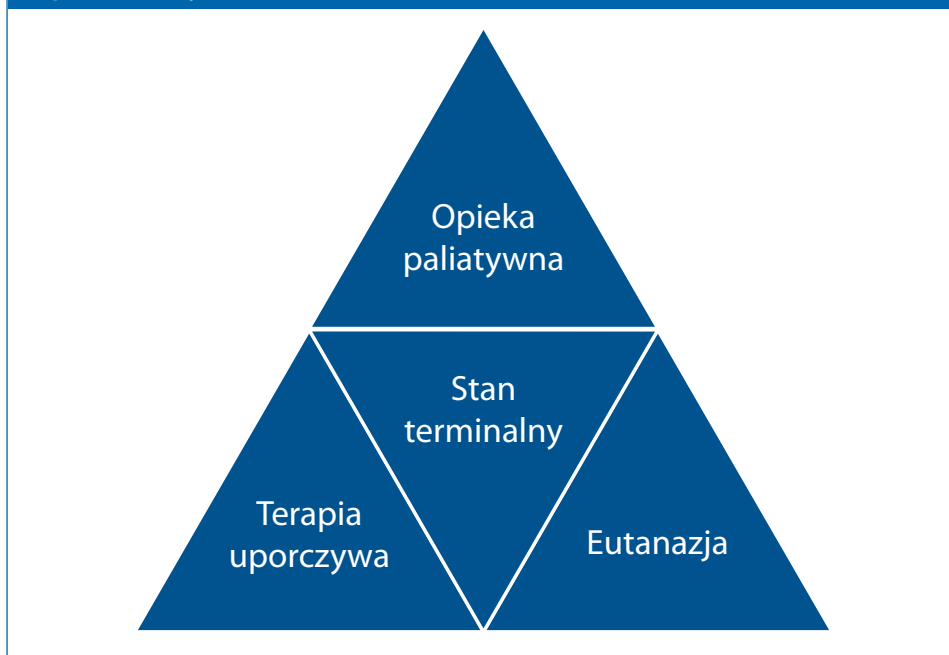 Opieka
paliatywna
Stan
terminalny
Terapia
uporczywa
Eutanazja